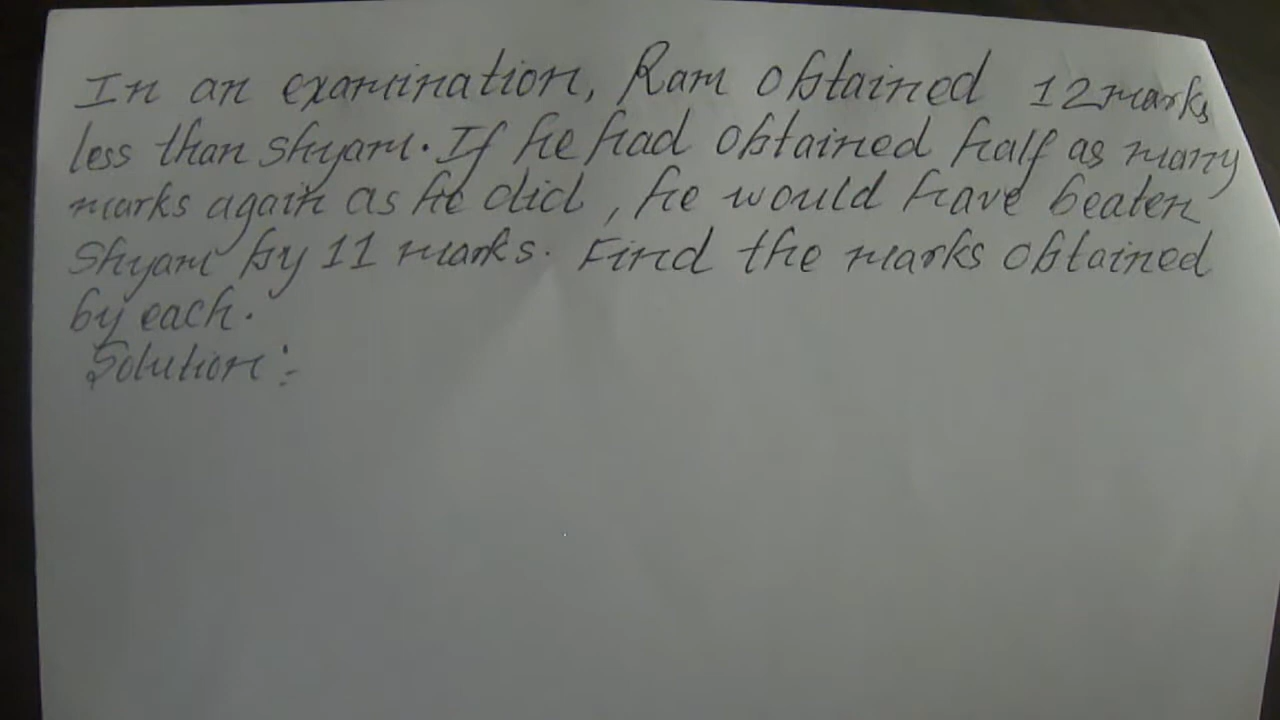 In an examination, Ram obtained 12 marks
less than Shyam. If he had obtained half as many
marks again as he did, he would have beaten
Shyam by 11 marks. Find the marks obtained
by each.
Solution :-